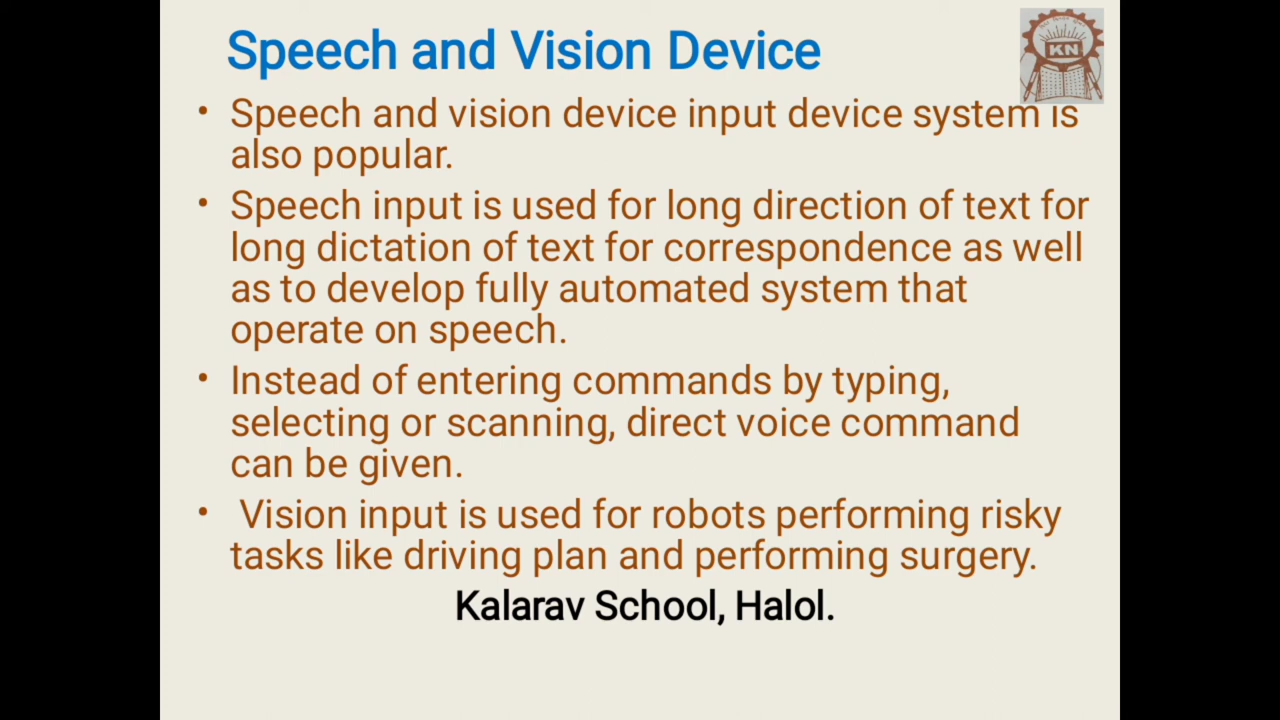 Speech and Vision Device
KN
• Speech and vision device input device system is
also popular.
• Speech input is used for long direction of text for
long dictation of text for correspondence as well
as to develop fully automated system that
operate on speech.
• Instead of entering commands by typing,
selecting or scanning, direct voice command
can be given.
• Vision input is used for robots performing risky
tasks like driving plan and performing surgery.
Kalarav School, Halol.